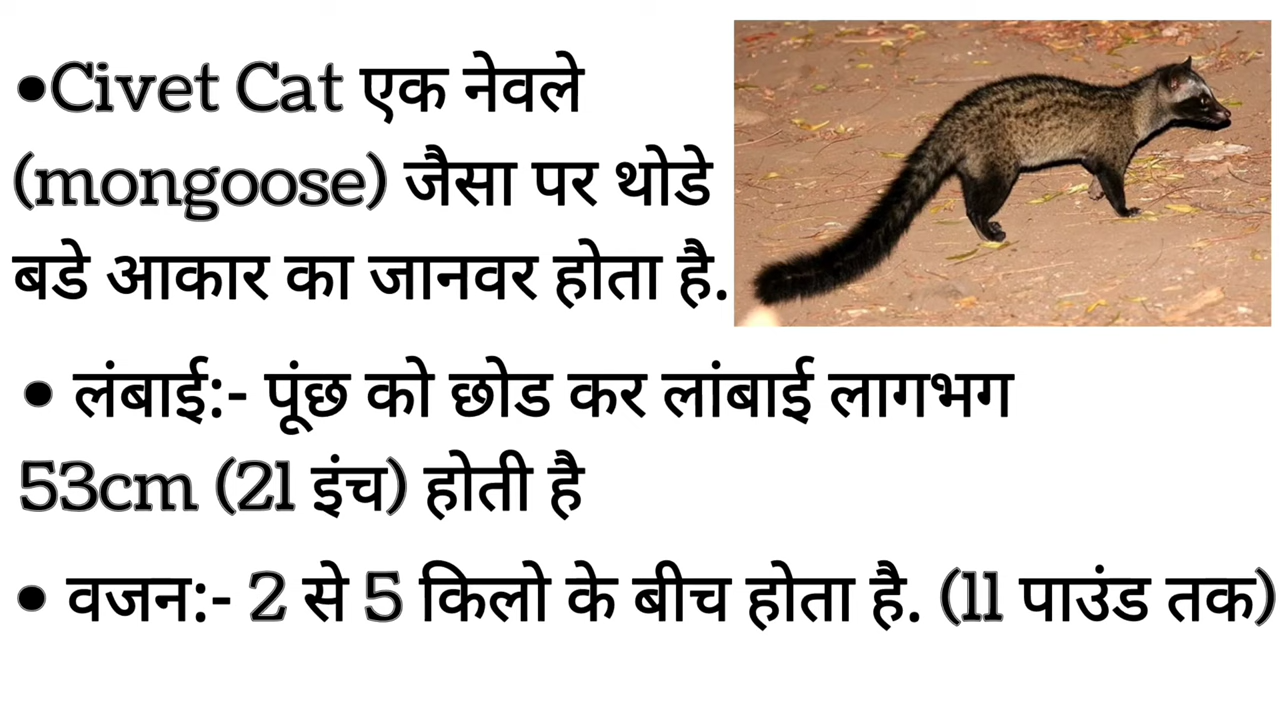 •Civet Cat एक नेवले
(mongoose) जैसा पर थोडे
बडे आकार का जानवर होता है.
• लंबाई:- पूंछ को छोड कर लांबाई लागभग
53cm (21 इंच) होती है
• वजन:- 2 से 5 किलो के बीच होता है. (11 पाउंड तक)